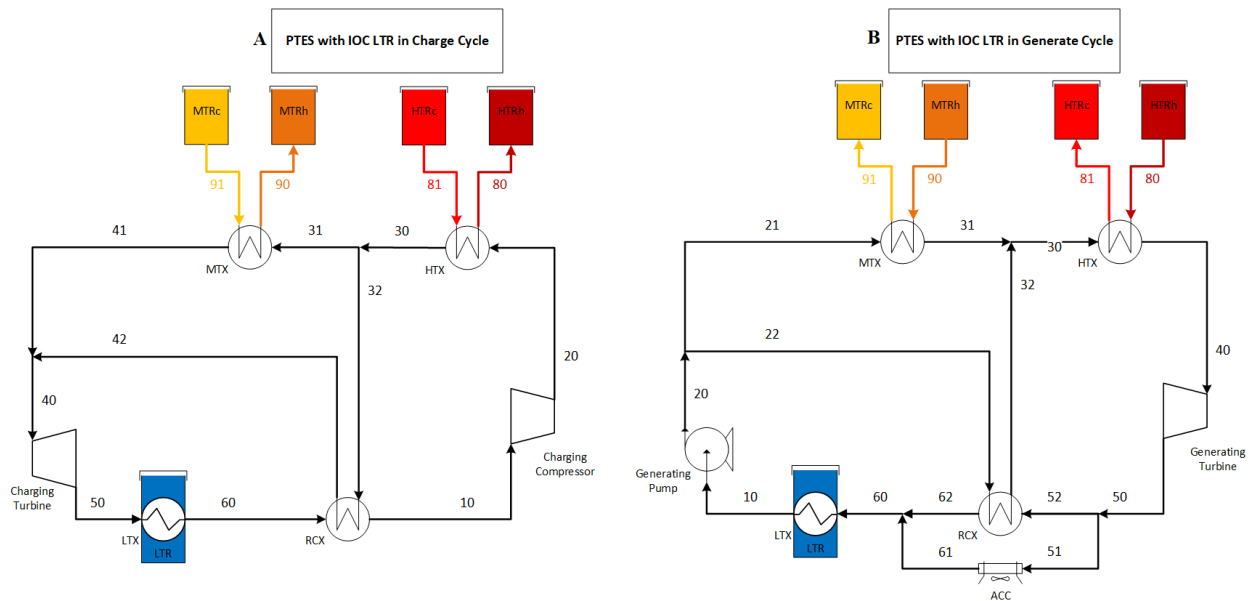 A
PTES with IOC LTR in Charge Cycle
MTRc
MTRh
HTRc
HTRh
91
90
81
80
41
31
30
MTX
HTX
32
42
20
40
Charging
Turbine
Charging
Compressor
50
60
10
LTX
LTR
RCX
B
PTES with IOC LTR in Generate Cycle
MTRc
MTRh
HTRc
HTRh
91
90
81
80
21
31
30
MTX
HTX
32
22
40
20
Generating
Pump
Generating
Turbine
10
60
62
52
50
LTX
LTR
RCX
61
51
ACC